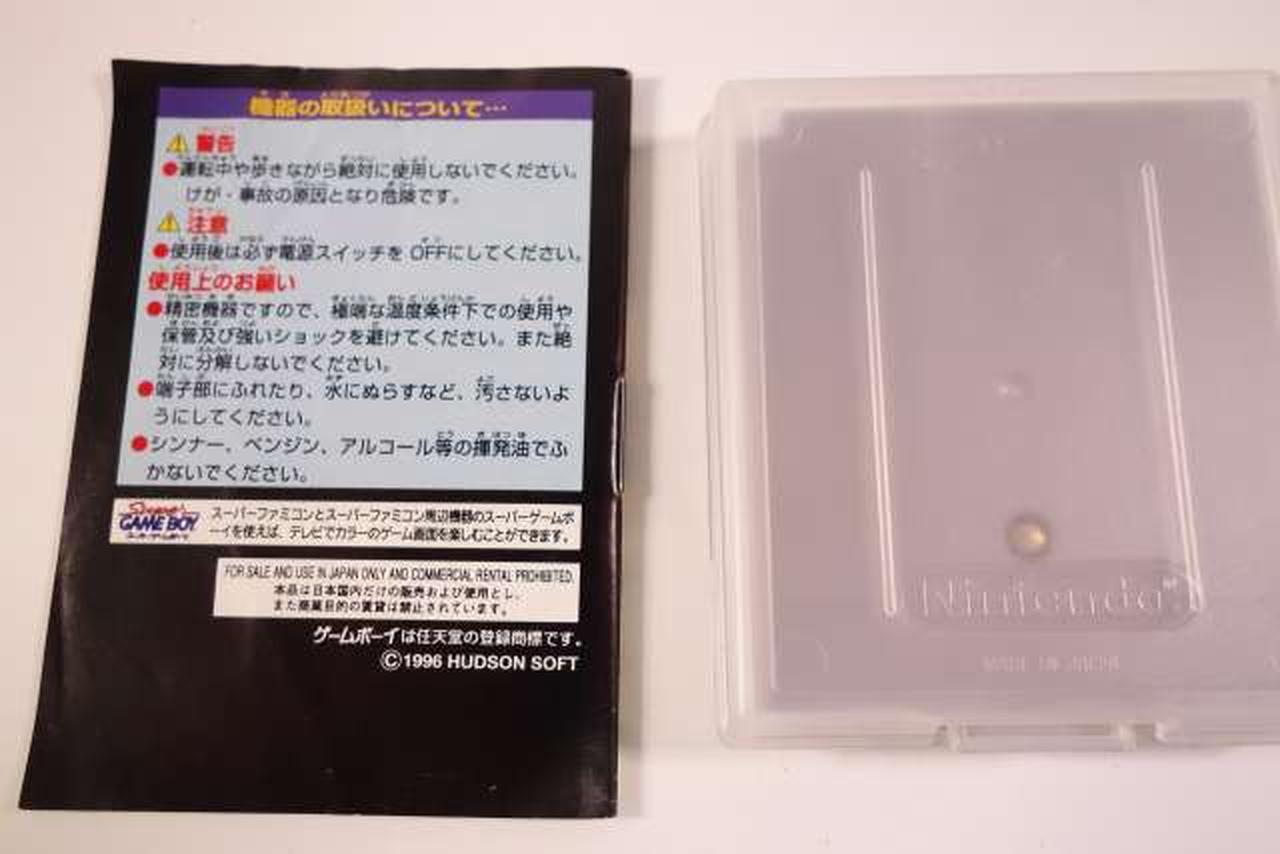 機器の取扱いについて…
警告
●運転中や歩きながら絶対に使用しないでください。
けが・事故の原因となり危険です。
注意
●使用後は必ず電源スイッチを OFFにしてください。
使用上のお願い
●精密機器ですので、極端な温度条件下での使用や
保管及び強いショックを避けてください。また絶
対に分解しないでください。
●端子部にふれたり、水にぬらすなど、汚さないよ
うにしてください。
●シンナー、ベンジン、アルコール等の揮発油でふ
かないでください。
Super
GAME BOY
スーパーファミコンとスーパーファミコン周辺機器のスーパーゲームボ
ーイを使えば、テレビでカラーのゲーム画面を楽しむことができます。
FOR SALE AND USE IN JAPAN ONLY AND COMMERCIAL RENTAL PROHIBITED.
本品は日本国内だけの販売および使用とし、
また商業目的の賃貸は禁止されています。
ゲームボーイは任天堂の登録商標です。
©1996 HUDSON SOFT
Nintendo
MADE IN JAPAN